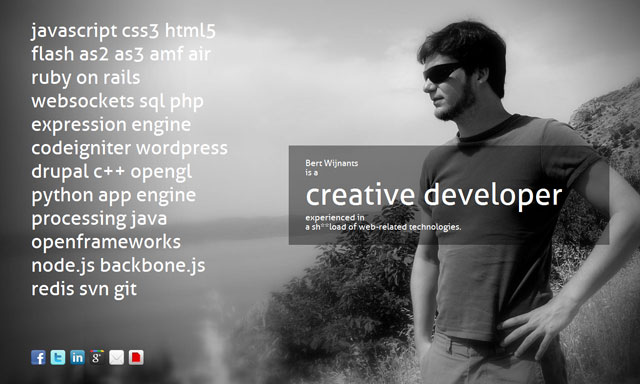 javascript css3 html5
flash as2 as3 amf air
ruby on rails
websockets sql php
expression engine
codeigniter wordpress
drupal c++ opengl
python app engine
processing java
openframeworks
node.js backbone.js
redis svn git
Bert Wijnants
is a
creative developer
experienced in
a sh**load of web-related technologies.
f
t
in
g+